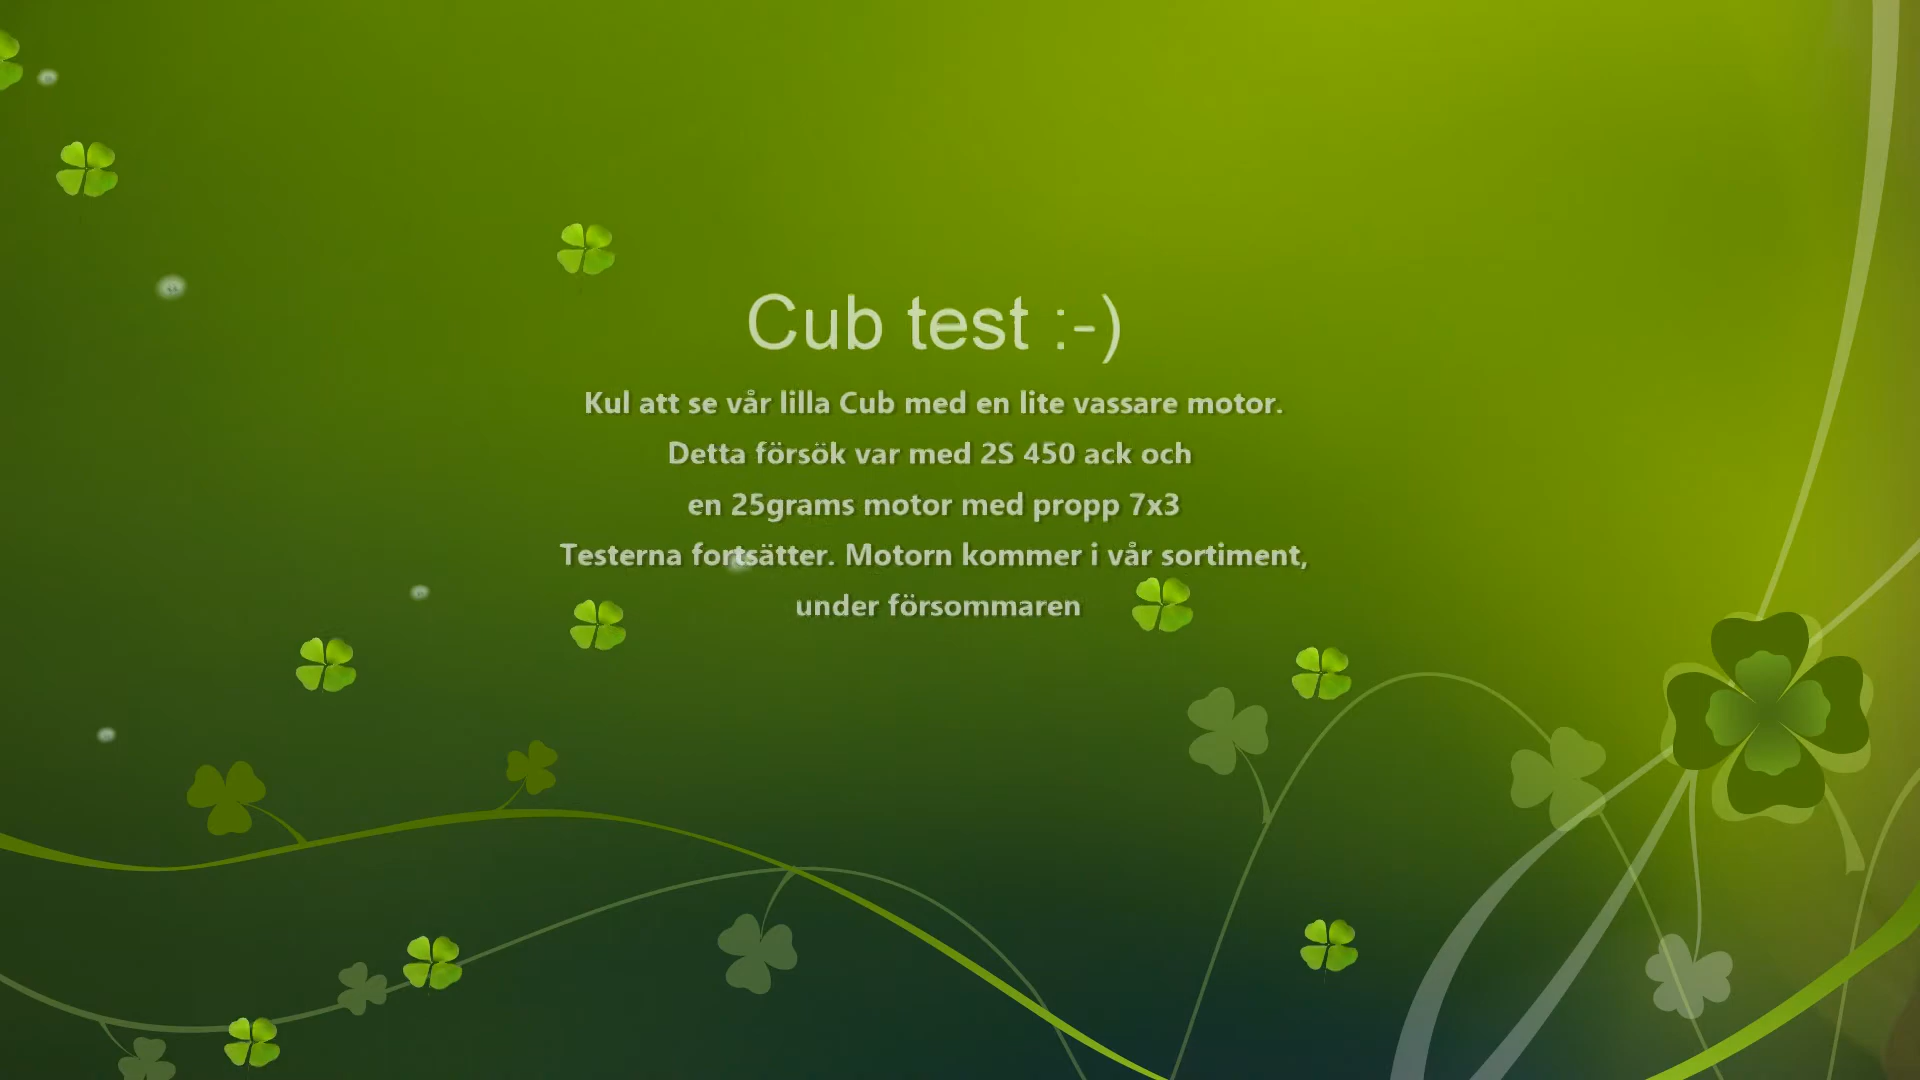 Cub test :-)
Kul att se vår lilla Cub med en lite vassare motor.
Detta försök var med 2S 450 ack och
en 25grams motor med propp 7x3
Testerna fortsätter. Motorn kommer i vår sortiment,
under försommaren